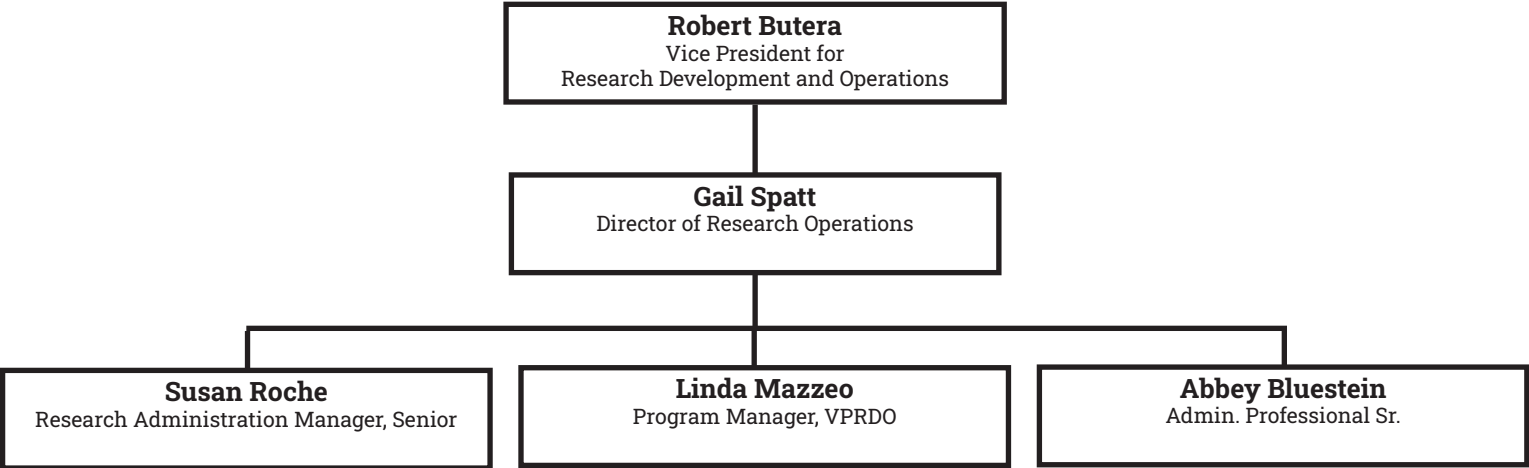 Robert Butera
Vice President for
Research Development and Operations
Gail Spatt
Director of Research Operations
Susan Roche
Research Administration Manager, Senior
Linda Mazzeo
Program Manager, VPRDO
Abbey Bluestein
Admin. Professional Sr.